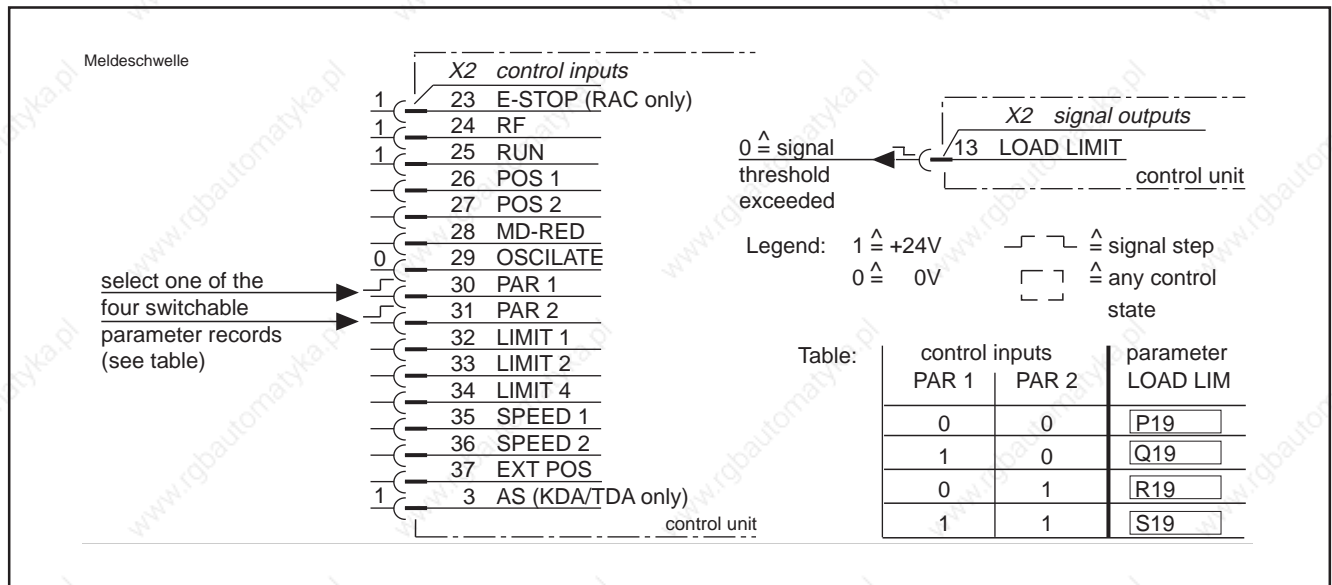 Meldeschwelle
X2 control inputs
1 23 E-STOP (RAC only)
1 24 RF
1 25 RUN
26 POS 1
27 POS 2
28 MD-RED
0 29 OSCILATE
30 PAR 1
31 PAR 2
32 LIMIT 1
33 LIMIT 2
34 LIMIT 4
35 SPEED 1
36 SPEED 2
37 EXT POS
1 3 AS (KDA/TDA only)
control unit
select one of the
four switchable
parameter records
(see table)
X2 signal outputs
13 LOAD LIMIT
control unit
0 ≙ signal
threshold
exceeded
Legend: 1 ≙ +24V
0 ≙ 0V
≙ signal step
≙ any control
state
Table: control inputs parameter
PAR 1 PAR 2 LOAD LIM
0 0 P19
1 0 Q19
0 1 R19
1 1 S19
www.rgbautomatyka.pl